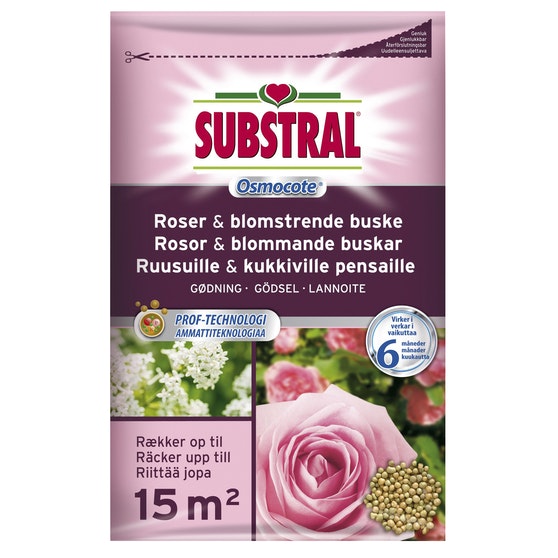 Genluk
Gjenlukkbar
Återförslutningsbar
Uudelleensuljettava
SUBSTRAL
Osmocote®
Roser & blomstrende buske
Rosor & blommande buskar
Ruusuille & kukkiville pensaille
GØDNING · GÖDSEL · LANNOITE
PROF-TECHNOLOGI
AMMATTITEKNOLOGIAA
Virker i
verkar i
vaikuttaa
6 måneder
månader
kuukautta
Rækker op til
Räcker upp till
Riittää jopa
15 m²